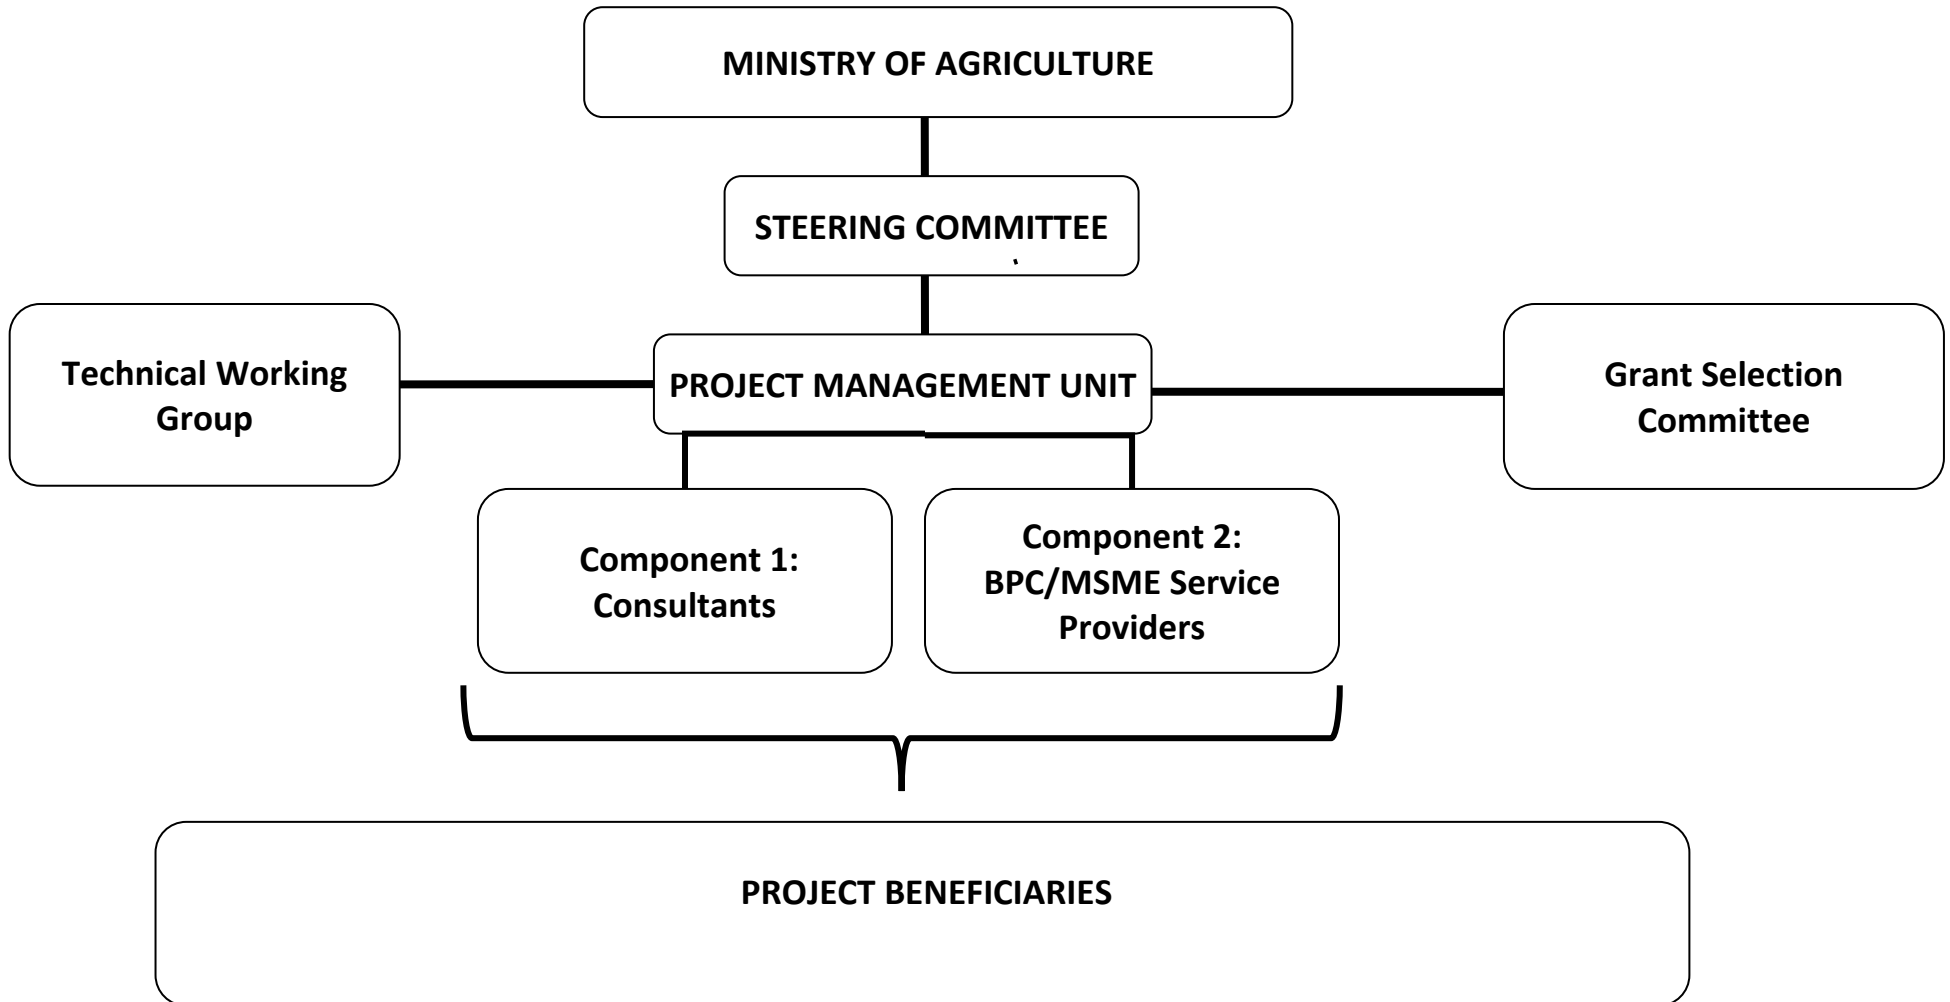 MINISTRY OF AGRICULTURE
STEERING COMMITTEE
Technical Working
Group
PROJECT MANAGEMENT UNIT
Grant Selection
Committee
Component 1:
Consultants
Component 2:
BPC/MSME Service
Providers
PROJECT BENEFICIARIES